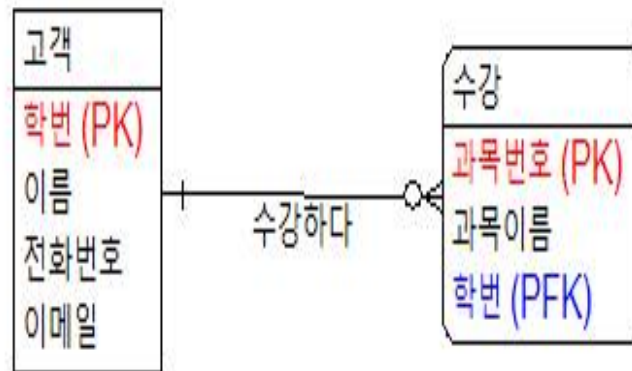 고객
학번 (PK)
이름
전화번호
이메일
수강하다
수강
과목번호 (PK)
과목이름
학번 (PFK)